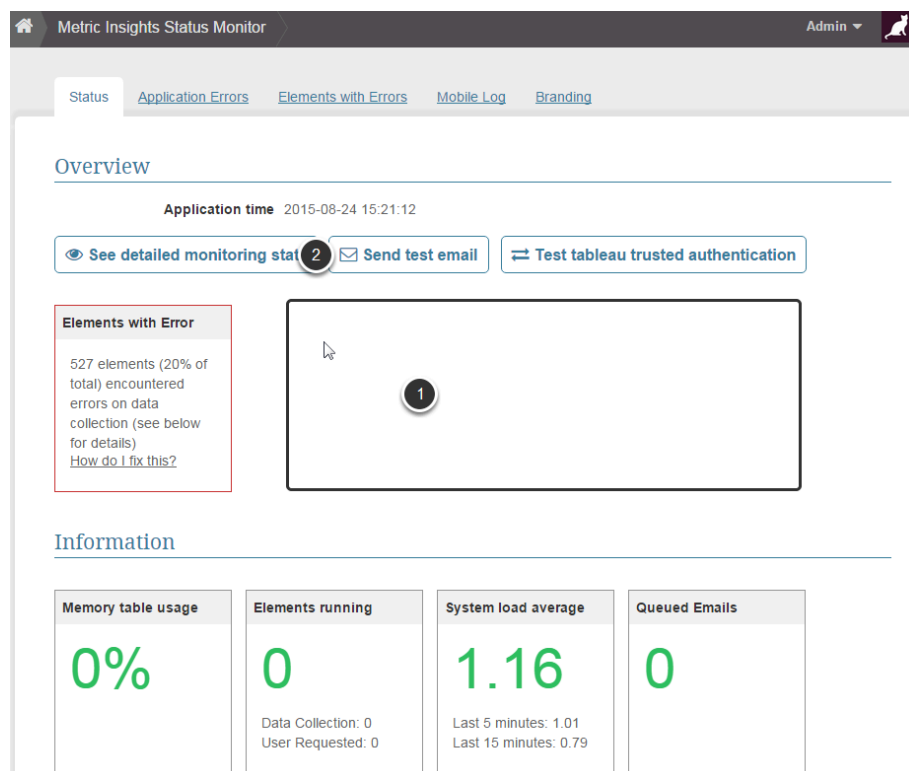 Metric Insights Status Monitor
Admin
Status Application Errors Elements with Errors Mobile Log Branding
Overview
Application time 2015-08-24 15:21:12
See detailed monitoring stat 2 Send test email Test tableau trusted authentication
Elements with Error
527 elements (20% of
total) encountered
errors on data
collection (see below
for details)
How do I fix this?
1
Information
Memory table usage Elements running System load average Queued Emails
0% 0 1.16 0
Data Collection: 0 Last 5 minutes: 1.01
User Requested: 0 Last 15 minutes: 0.79